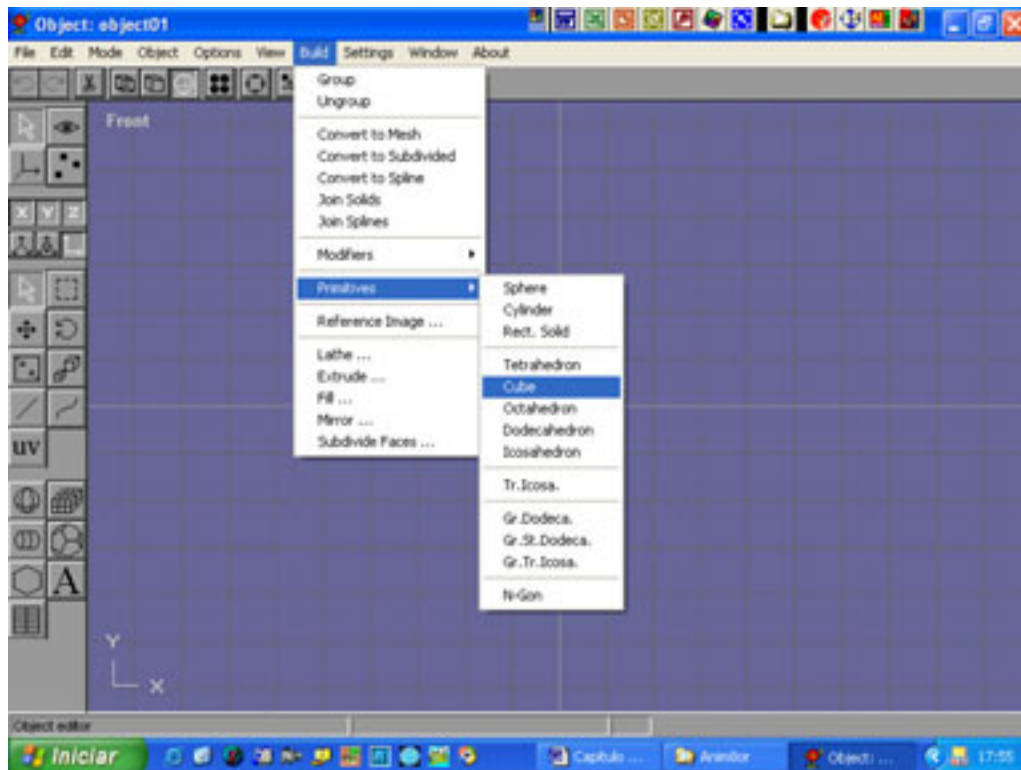 Object: object01
File Edit Mode Object Options View Build Settings Window About
Group
Ungroup
Front
Convert to Mesh
Convert to Subdivided
Convert to Spline
Join Solids
Join Splines
X Y Z
Modifiers
Primitives
Reference Image ...
Lathe ...
Extrude ...
Fill ...
Mirror ...
Subdivide Faces ...
Sphere
Cylinder
Rect. Solid
Tetrahedron
Cube
Octahedron
Dodecahedron
Icosahedron
Tr.Icosa.
Gr.Dodeca.
Gr.St.Dodeca.
Gr.Tr.Icosa.
N-Gon
uv
A
Y
X
Object editor
Iniciar
Capitulo ...
Anim8or
Object: ...
17:55